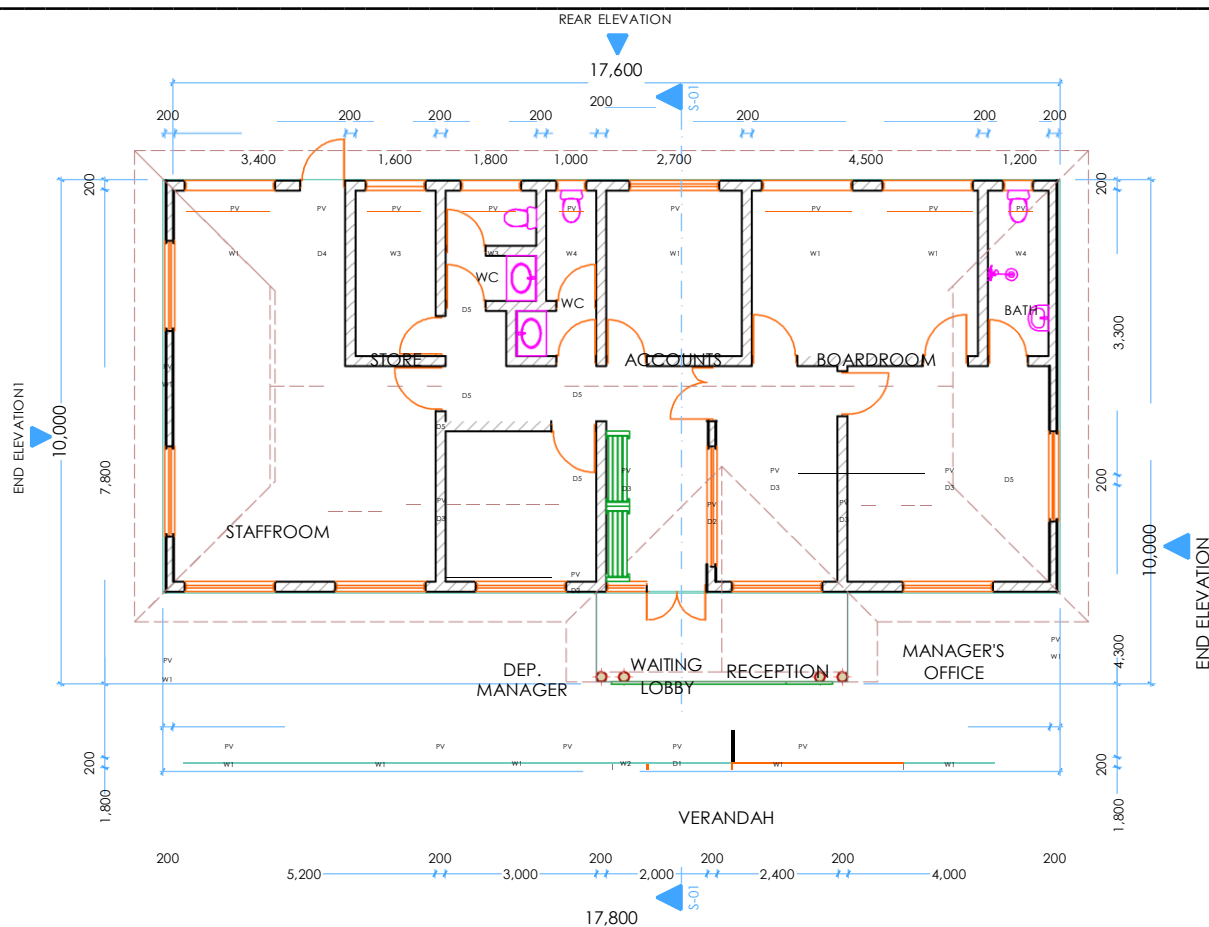 REAR ELEVATION
17,600
200
S-01
200 200 200 200 200 200 200
3,400 1,600 1,800 1,000 2,700 4,500 1,200
200 200
PV PV PV PV PV PV PV
W1 D4 W3 W3 W4 W1 W1 W1 W4
WC
WC
D5
BATH
3,300
STORE ACCOUNTS BOARDROOM
PV
W1
END ELEVATION1
10,000
D5 D5
D5
7,800
PV PV PV
D5 D3 D3 D3 D5
200
PV PV PV
D3 D2 D3
STAFFROOM
10,000
END ELEVATION
PV
PV
W1
4,300
PV
W1
DEP.
MANAGER
WAITING
LOBBY
RECEPTION
MANAGER'S
OFFICE
PV PV PV PV PV
W1 W1 W1 W2 D1 W1 W1
200 200
1,800 1,800
VERANDAH
200 200 200 200 200 200
5,200 3,000 2,000 2,400 4,000
S-01
17,800